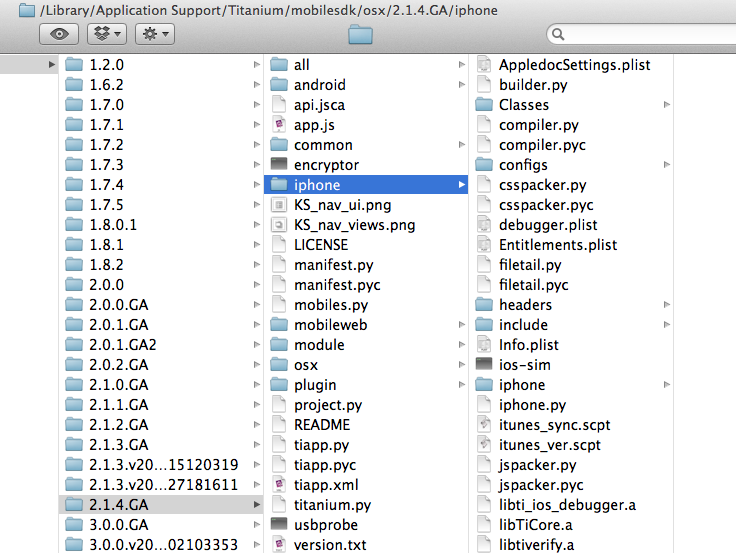 /Library/Application Support/Titanium/mobilesdk/osx/2.1.4.GA/iphone
1.2.0
1.6.2
1.7.0
1.7.1
1.7.2
1.7.3
1.7.4
1.7.5
1.8.0.1
1.8.1
1.8.2
2.0.0
2.0.0.GA
2.0.1.GA
2.0.1.GA2
2.0.2.GA
2.1.0.GA
2.1.1.GA
2.1.2.GA
2.1.3.GA
2.1.3.v20...15120319
2.1.3.v20...27181611
2.1.4.GA
3.0.0.GA
3.0.0.v20...02103353
all
android
api.jsca
app.js
common
encryptor
iphone
KS_nav_ui.png
KS_nav_views.png
LICENSE
manifest.py
manifest.pyc
mobiles.py
mobileweb
module
osx
plugin
project.py
README
tiapp.py
tiapp.pyc
tiapp.xml
titanium.py
usbprobe
version.txt
AppledocSettings.plist
builder.py
Classes
compiler.py
compiler.pyc
configs
csspacker.py
csspacker.pyc
debugger.plist
Entitlements.plist
filetail.py
filetail.pyc
headers
include
Info.plist
ios-sim
iphone
iphone.py
itunes_sync.scpt
itunes_ver.scpt
jspacker.py
jspacker.pyc
libti_ios_debugger.a
libTiCore.a
libtiverify.a